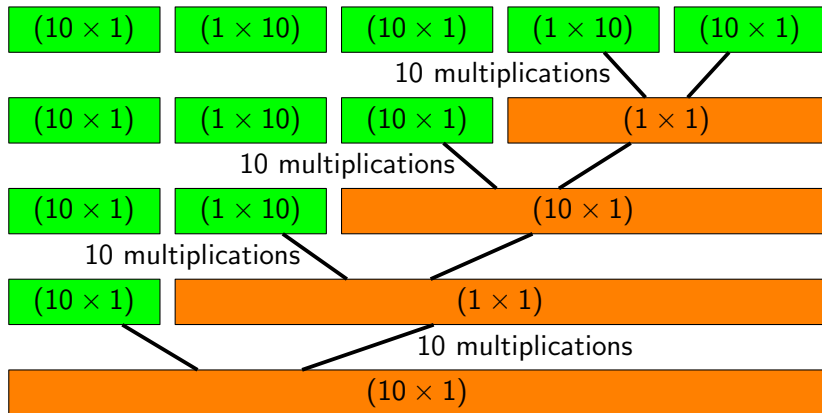 (10 × 1) (1 × 10) (10 × 1) (1 × 10) (10 × 1)
10 multiplications
(10 × 1) (1 × 10) (10 × 1) (1 × 1)
10 multiplications
(10 × 1) (1 × 10) (10 × 1)
10 multiplications
(10 × 1) (1 × 1)
10 multiplications
(10 × 1)